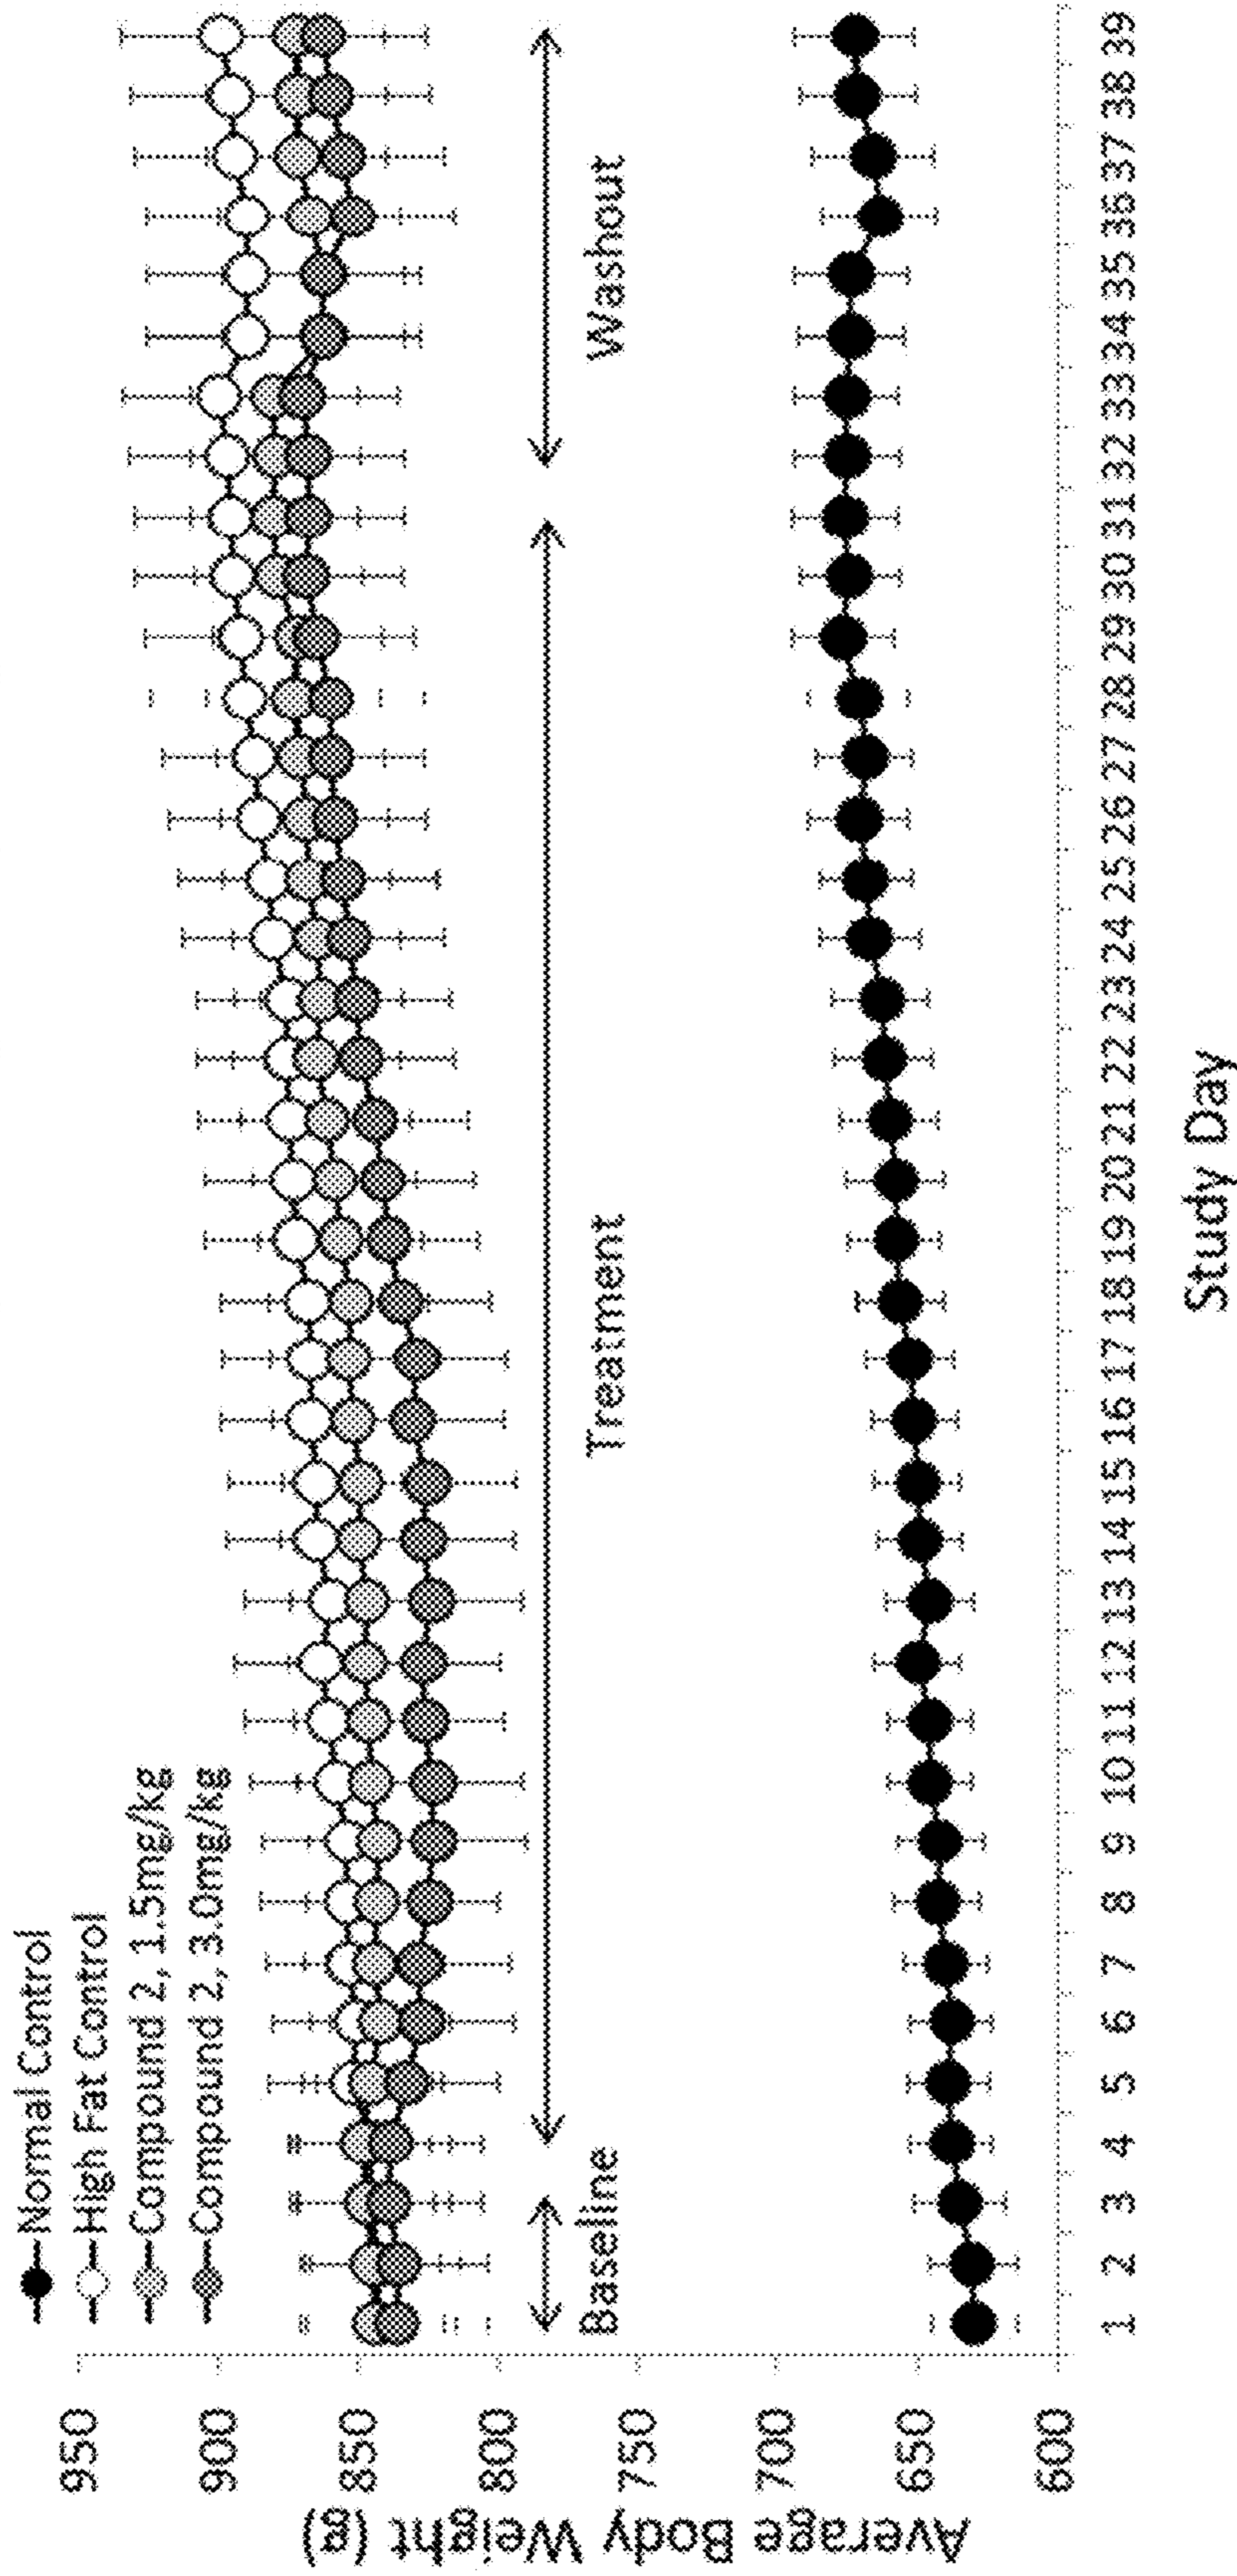 Normal Control
High Fat Control
Compound 2, 1.5mg/kg
Compound 2, 3.0mg/kg
950
900
850
800
750
700
650
600
Average Body Weight (g)
Baseline
Treatment
Washout
1 2 3 4 5 6 7 8 9 10 11 12 13 14 15 16 17 18 19 20 21 22 23 24 25 26 27 28 29 30 31 32 33 34 35 36 37 38 39
Study Day